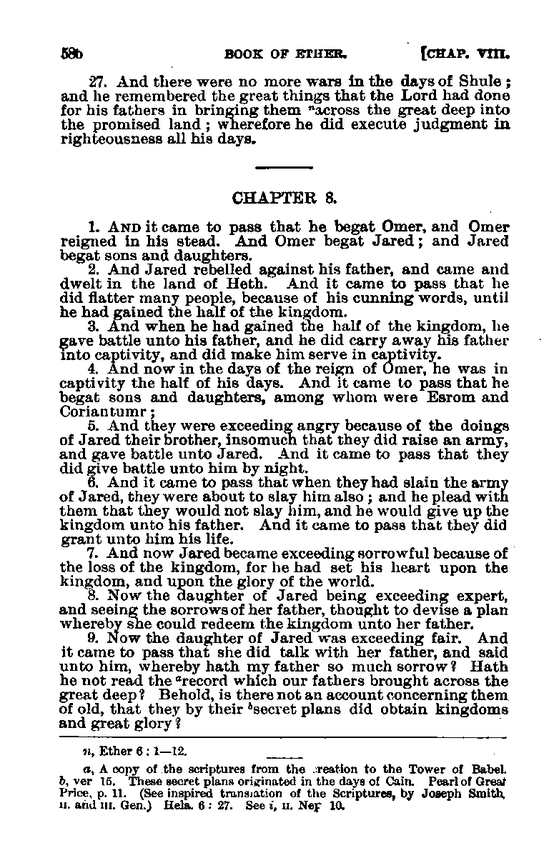 586 BOOK OF ETHER. [CHAP. VIII.
27. And there were no more wars in the days of Shule ;
and he remembered the great things that the Lord had done
for his fathers in bringing them ⁿacross the great deep into
the promised land ; wherefore he did execute judgment in
righteousness all his days.
CHAPTER 8.
1. AND it came to pass that he begat Omer, and Omer
reigned in his stead. And Omer begat Jared ; and Jared
begat sons and daughters.
2. And Jared rebelled against his father, and came and
dwelt in the land of Heth. And it came to pass that he
did flatter many people, because of his cunning words, until
he had gained the half of the kingdom.
3. And when he had gained the half of the kingdom, he
gave battle unto his father, and he did carry away his father
into captivity, and did make him serve in captivity.
4. And now in the days of the reign of Omer, he was in
captivity the half of his days. And it came to pass that he
begat sons and daughters, among whom were Esrom and
Coriantumr ;
5. And they were exceeding angry because of the doings
of Jared their brother, insomuch that they did raise an army,
and gave battle unto Jared. And it came to pass that they
did give battle unto him by night.
6. And it came to pass that when they had slain the army
of Jared, they were about to slay him also ; and he plead with
them that they would not slay him, and he would give up the
kingdom unto his father. And it came to pass that they did
grant unto him his life.
7. And now Jared became exceeding sorrowful because of
the loss of the kingdom, for he had set his heart upon the
kingdom, and upon the glory of the world.
8. Now the daughter of Jared being exceeding expert,
and seeing the sorrows of her father, thought to devise a plan
whereby she could redeem the kingdom unto her father.
9. Now the daughter of Jared was exceeding fair. And
it came to pass that she did talk with her father, and said
unto him, whereby hath my father so much sorrow? Hath
he not read the ᵃrecord which our fathers brought across the
great deep? Behold, is there not an account concerning them
of old, that they by their ᵇsecret plans did obtain kingdoms
and great glory?
n, Ether 6 : 1—12.
a, A copy of the scriptures from the creation to the Tower of Babel.
b, ver 15. These secret plans originated in the days of Cain. Pearl of Great
Price, p. 11. (See inspired translation of the Scriptures, by Joseph Smith,
II. and III. Gen.) Hela. 6 : 27. See i, II. Nep 10.